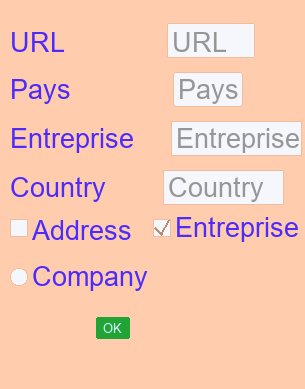 URL URL
Pays Pays
Entreprise Entreprise
Country Country
Address Entreprise
Company
OK